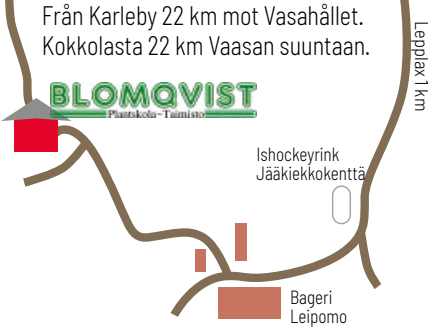 Från Karleby 22 km mot Vasahållet.
Kokkolasta 22 km Vaasan suuntaan.
Lepplax 1 km
BLOMQVIST
Plantskola-Taimisto
Ishockeyrink
Jääkiekkokenttä
Bageri
Leipomo